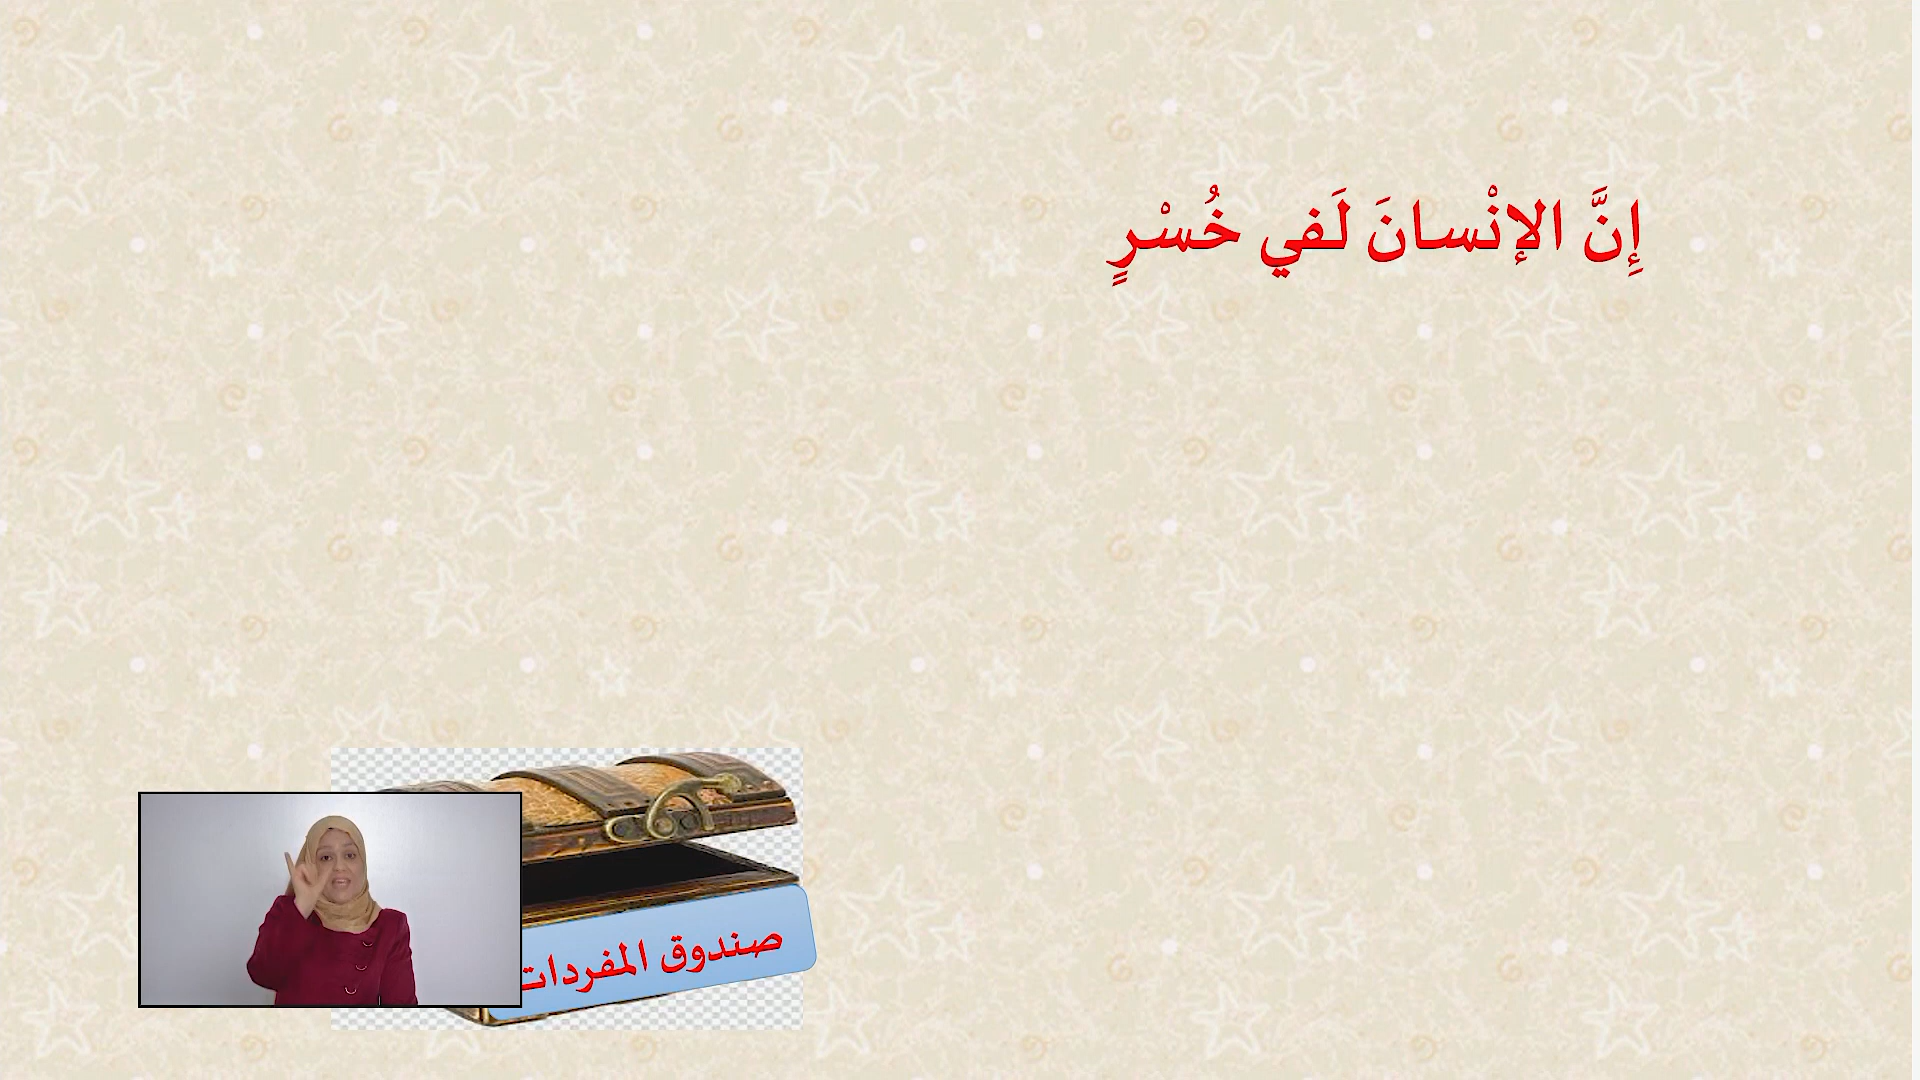 إِنَّ الإنْسانَ لَفي خُسْرٍ
صندوق المفردات